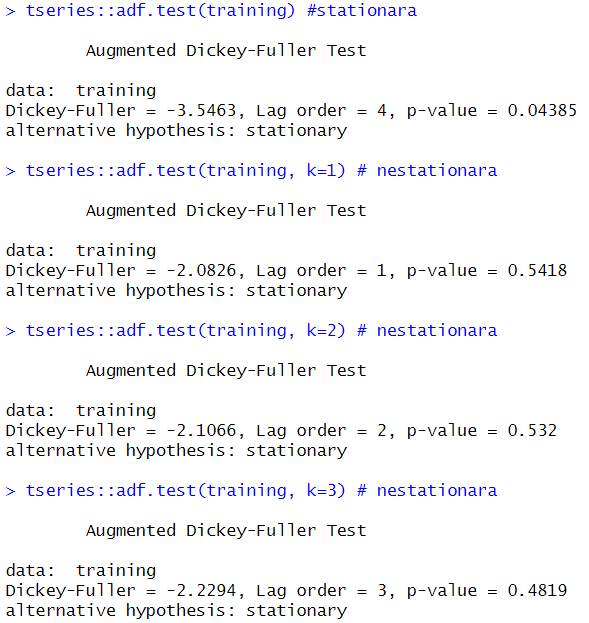 > tseries::adf.test(training) #stationara
Augmented Dickey-Fuller Test
data:  training
Dickey-Fuller = -3.5463, Lag order = 4, p-value = 0.04385
alternative hypothesis: stationary
> tseries::adf.test(training, k=1) # nestationara
Augmented Dickey-Fuller Test
data:  training
Dickey-Fuller = -2.0826, Lag order = 1, p-value = 0.5418
alternative hypothesis: stationary
> tseries::adf.test(training, k=2) # nestationara
Augmented Dickey-Fuller Test
data:  training
Dickey-Fuller = -2.1066, Lag order = 2, p-value = 0.532
alternative hypothesis: stationary
> tseries::adf.test(training, k=3) # nestationara
Augmented Dickey-Fuller Test
data:  training
Dickey-Fuller = -2.2294, Lag order = 3, p-value = 0.4819
alternative hypothesis: stationary